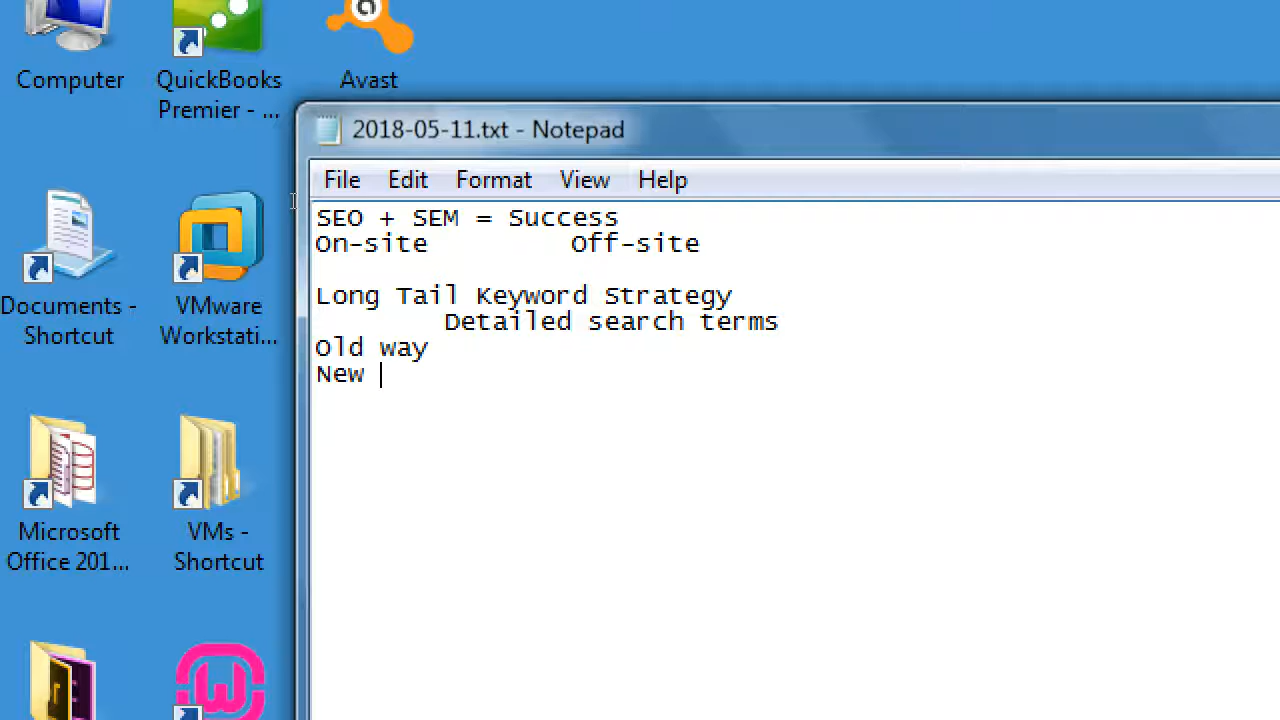 Computer
QuickBooks
Premier - ...
Avast
2018-05-11.txt - Notepad
File Edit Format View Help
SEO + SEM = Success
On-site Off-site
Long Tail Keyword Strategy
Detailed search terms
Old way
New
Documents -
Shortcut
VMware
Workstati...
Microsoft
Office 201...
VMs -
Shortcut